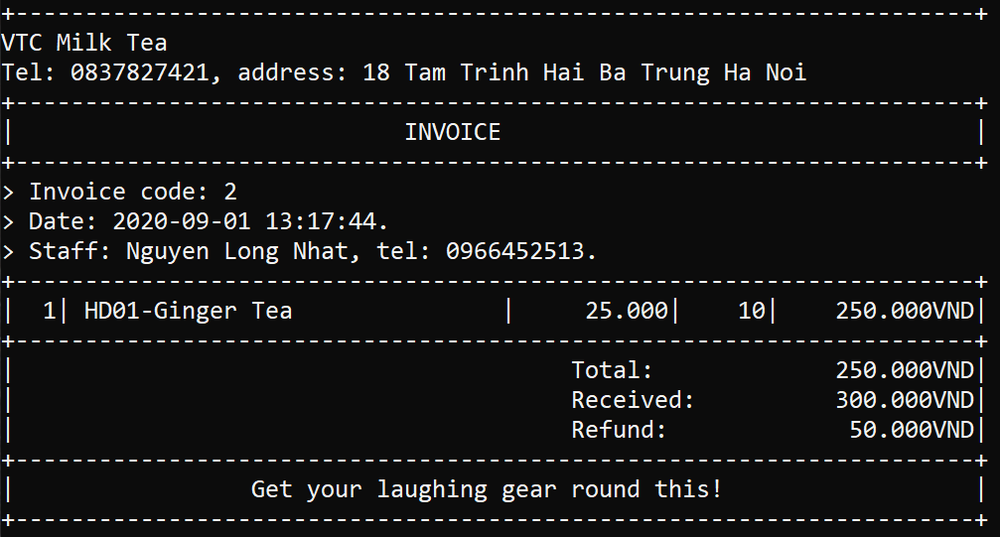 VTC Milk Tea
Tel: 0837827421, address: 18 Tam Trinh Hai Ba Trung Ha Noi
INVOICE
> Invoice code: 2
> Date: 2020-09-01 13:17:44.
> Staff: Nguyen Long Nhat, tel: 0966452513.
| 1| HD01-Ginger Tea | 25.000| 10| 250.000VND|
Total: 250.000VND
Received: 300.000VND
Refund: 50.000VND
Get your laughing gear round this!